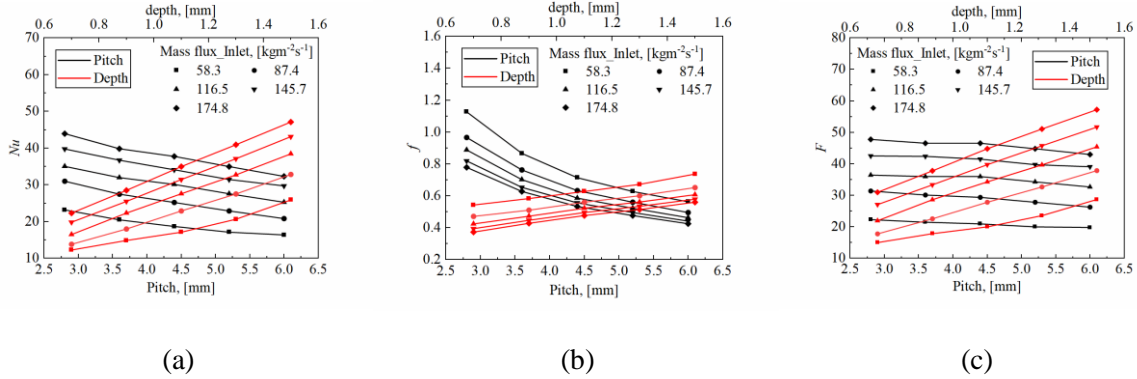 depth, [mm]
0.6 0.8 1.0 1.2 1.4 1.6
70
60
50
40
30
20
10
Nu
Pitch
Depth
Mass flux_Inlet, [kgm-2s-1]
58.3 87.4
116.5 145.7
174.8
2.5 3.0 3.5 4.0 4.5 5.0 5.5 6.0 6.5
Pitch, [mm]
(a)
depth, [mm]
0.6 0.8 1.0 1.2 1.4 1.6
1.6
1.4
1.2
1.0
0.8
0.6
0.4
0.2
f
Pitch
Depth
Mass flux_Inlet, [kgm-2s-1]
58.3 87.4
116.5 145.7
174.8
2.5 3.0 3.5 4.0 4.5 5.0 5.5 6.0 6.5
Pitch, [mm]
(b)
depth, [mm]
0.6 0.8 1.0 1.2 1.4 1.6
80
70
60
50
40
30
20
10
F
Mass flux_Inlet, [kgm-2s-1]
58.3 87.4
116.5 145.7
174.8
Pitch
Depth
2.5 3.0 3.5 4.0 4.5 5.0 5.5 6.0 6.5
Pitch, [mm]
(c)